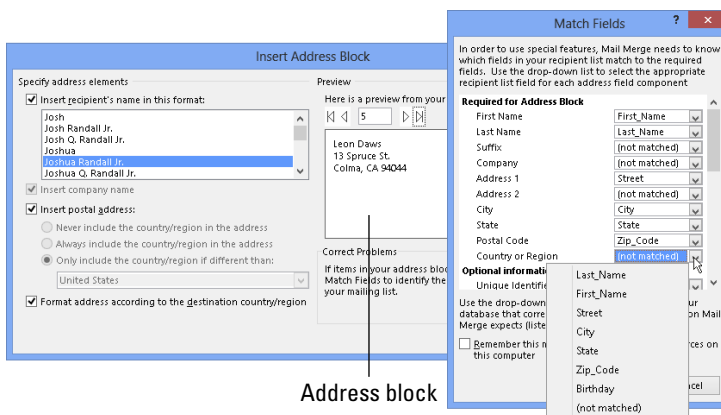 Insert Address Block
Specify address elements
Insert recipient's name in this format:
Josh
Josh Randall Jr.
Josh Q. Randall Jr.
Joshua
Joshua Randall Jr.
Joshua Q. Randall Jr.
Insert company name
Insert postal address:
Never include the country/region in the address
Always include the country/region in the address
Only include the country/region if different than:
United States
Format address according to the destination country/region
Preview
Here is a preview from your
5
Leon Daws
13 Spruce St.
Colma, CA 94044
Correct Problems
If items in your address bloc
Match Fields to identify the
your mailing list.
Address block
Match Fields
?
In order to use special features, Mail Merge needs to know
which fields in your recipient list match to the required
fields. Use the drop-down list to select the appropriate
recipient list field for each address field component
Required for Address Block
First Name First_Name
Last Name Last_Name
Suffix (not matched)
Company (not matched)
Address 1 Street
Address 2 (not matched)
City City
State State
Postal Code Zip_Code
Country or Region (not matched)
Optional informati
Unique Identifie
Last_Name
First_Name
Street
City
State
Zip_Code
Birthday
(not matched)
Use the drop-down ur
database that corre on Mail
Merge expects (liste
Remember this m rces on
this computer
cel